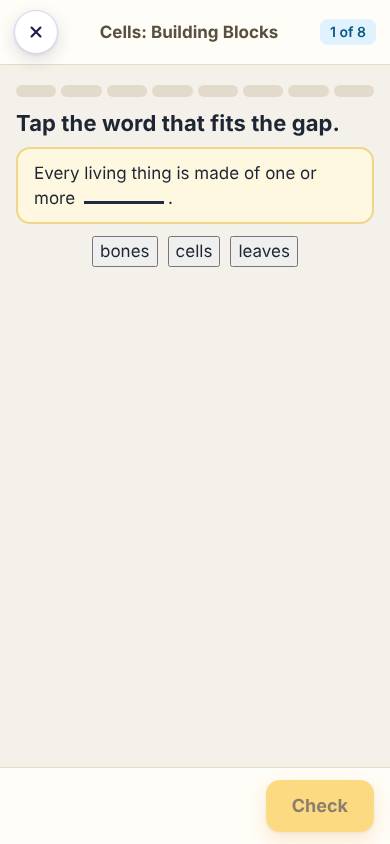 Cells: Building Blocks
1 of 8
Tap the word that fits the gap.
Every living thing is made of one or
more ________ .
bones
cells
leaves
Check